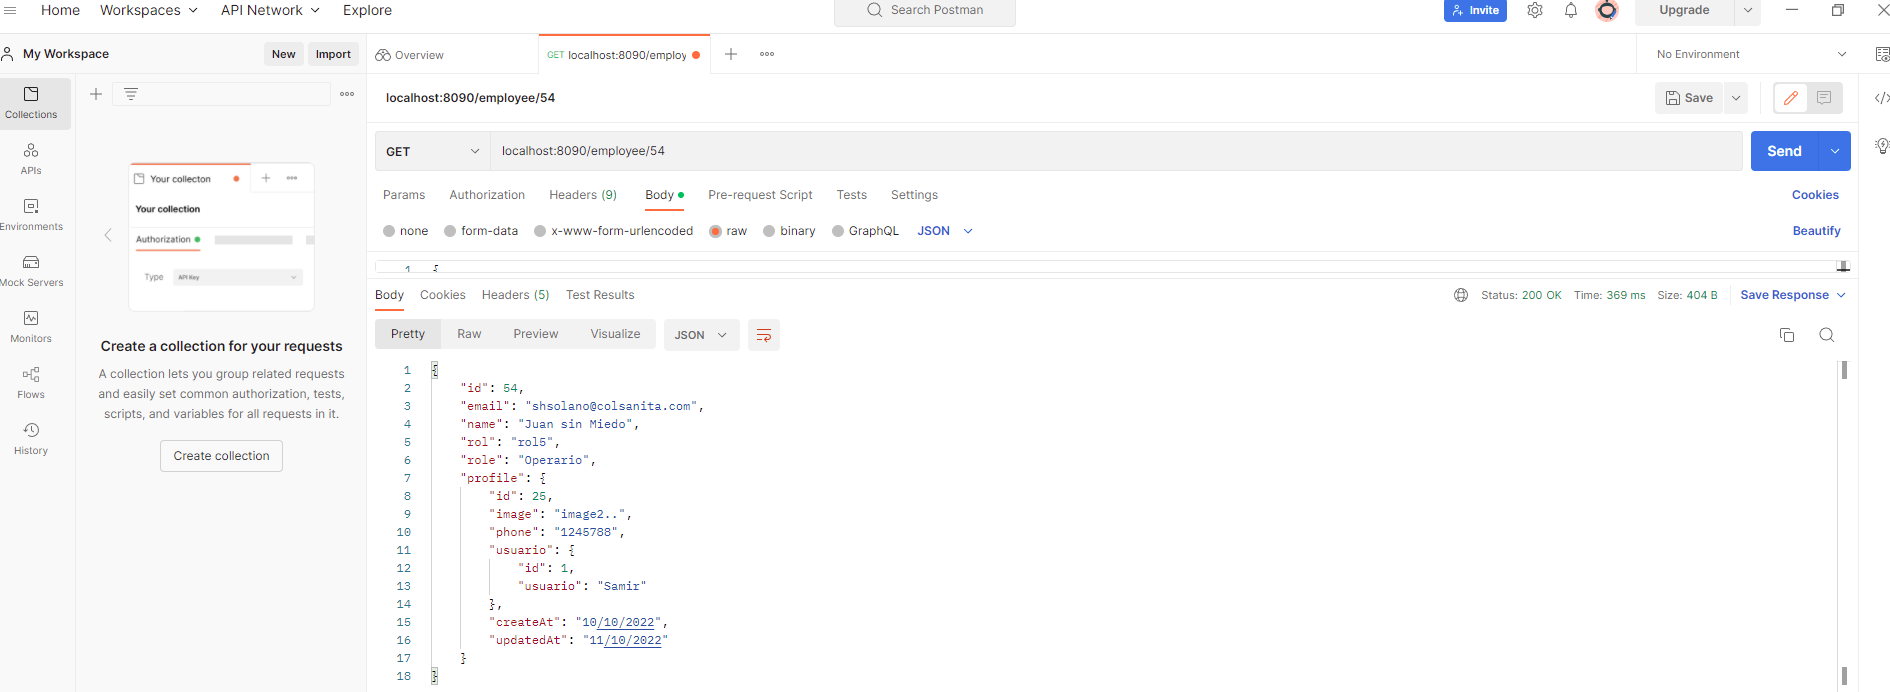 Home Workspaces API Network Explore Search Postman Invite Upgrade
My Workspace New Import
Overview GET localhost:8090/employ No Environment
Collections
APIs
Environments
Mock Servers
Monitors
Flows
History
Your collecton
Your collection
Authorization
Type API Key
Create a collection for your requests
A collection lets you group related requests
and easily set common authorization, tests,
scripts, and variables for all requests in it.
Create collection
localhost:8090/employee/54 Save
GET localhost:8090/employee/54 Send
Params Authorization Headers (9) Body Pre-request Script Tests Settings Cookies
none form-data x-www-form-urlencoded raw binary GraphQL JSON Beautify
1 {
Body Cookies Headers (5) Test Results Status: 200 OK Time: 369 ms Size: 404 B Save Response
Pretty Raw Preview Visualize JSON
1 {
2 "id": 54,
3 "email": "shsolano@colsanita.com",
4 "name": "Juan sin Miedo",
5 "rol": "rol5",
6 "role": "Operario",
7 "profile": {
8 "id": 25,
9 "image": "image2..",
10 "phone": "1245788",
11 "usuario": {
12 "id": 1,
13 "usuario": "Samir"
14 },
15 "createAt": "10/10/2022",
16 "updatedAt": "11/10/2022"
17 }
18 }